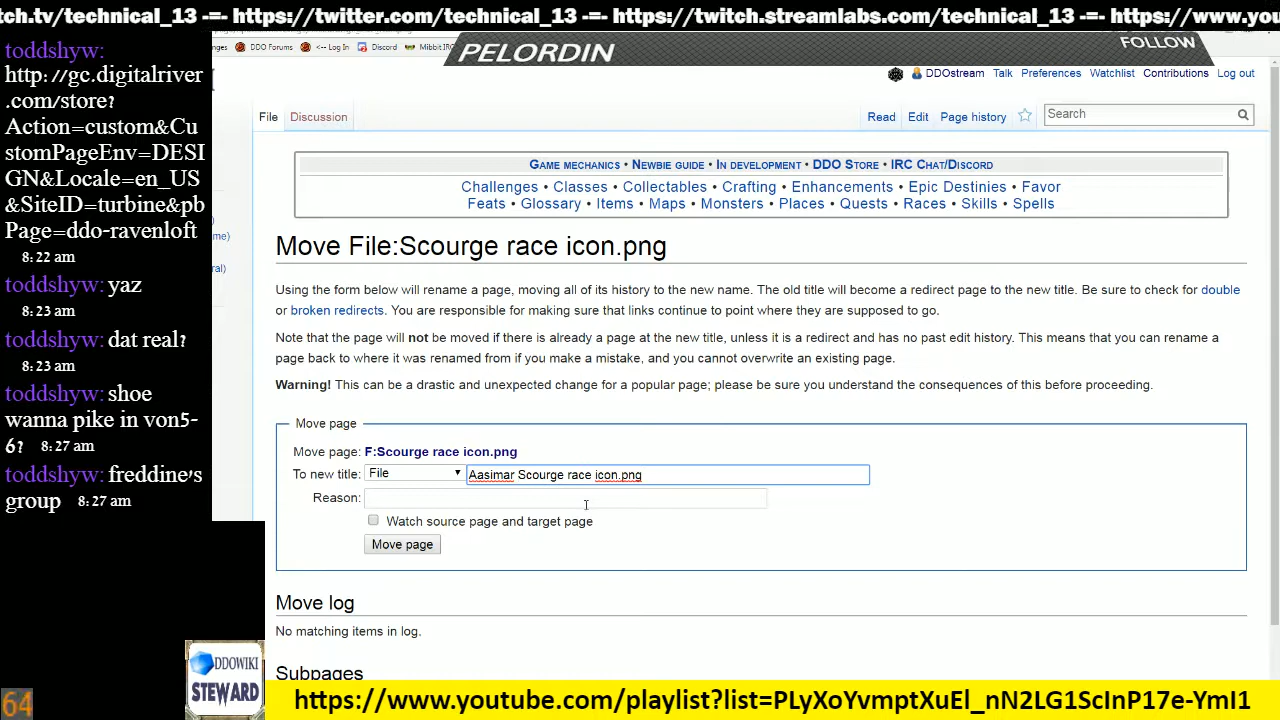 tch.tv/technical_13 -=- https://twitter.com/technical_13 -=- https://twitch.streamlabs.com/technical_13 -=- https://www.you
DDO Forums <-- Log In Discord Mibbit
PELORDIN
FOLLOW
DDOstream Talk Preferences Watchlist Contributions Log out
File Discussion Read Edit Page history Search
GAME MECHANICS • NEWBIE GUIDE • IN DEVELOPMENT • DDO STORE • IRC CHAT/DISCORD
Challenges • Classes • Collectables • Crafting • Enhancements • Epic Destinies • Favor
Feats • Glossary • Items • Maps • Monsters • Places • Quests • Races • Skills • Spells
Move File:Scourge race icon.png
Using the form below will rename a page, moving all of its history to the new name. The old title will become a redirect page to the new title. Be sure to check for double
or broken redirects. You are responsible for making sure that links continue to point where they are supposed to go.
Note that the page will not be moved if there is already a page at the new title, unless it is a redirect and has no past edit history. This means that you can rename a
page back to where it was renamed from if you make a mistake, and you cannot overwrite an existing page.
Warning! This can be a drastic and unexpected change for a popular page; please be sure you understand the consequences of this before proceeding.
Move page
Move page: F:Scourge race icon.png
To new title: File Aasimar Scourge race icon.png
Reason:
Watch source page and target page
Move page
Move log
No matching items in log.
Subpages
toddshyw:
http://gc.digitalriver
.com/store?
Action=custom&Cu
stomPageEnv=DESI
GN&Locale=en_US
&SiteID=turbine&pb
Page=ddo-ravenloft
8:22 am
toddshyw: yaz
8:23 am
toddshyw: dat real?
8:23 am
toddshyw: shoe
wanna pike in von5-
6? 8:27 am
toddshyw: freddine's
group 8:27 am
me)
ral)
DDOWIKI
STEWARD
64
https://www.youtube.com/playlist?list=PLyXoYvmptXuEl_nN2LG1ScInP17e-YmI1